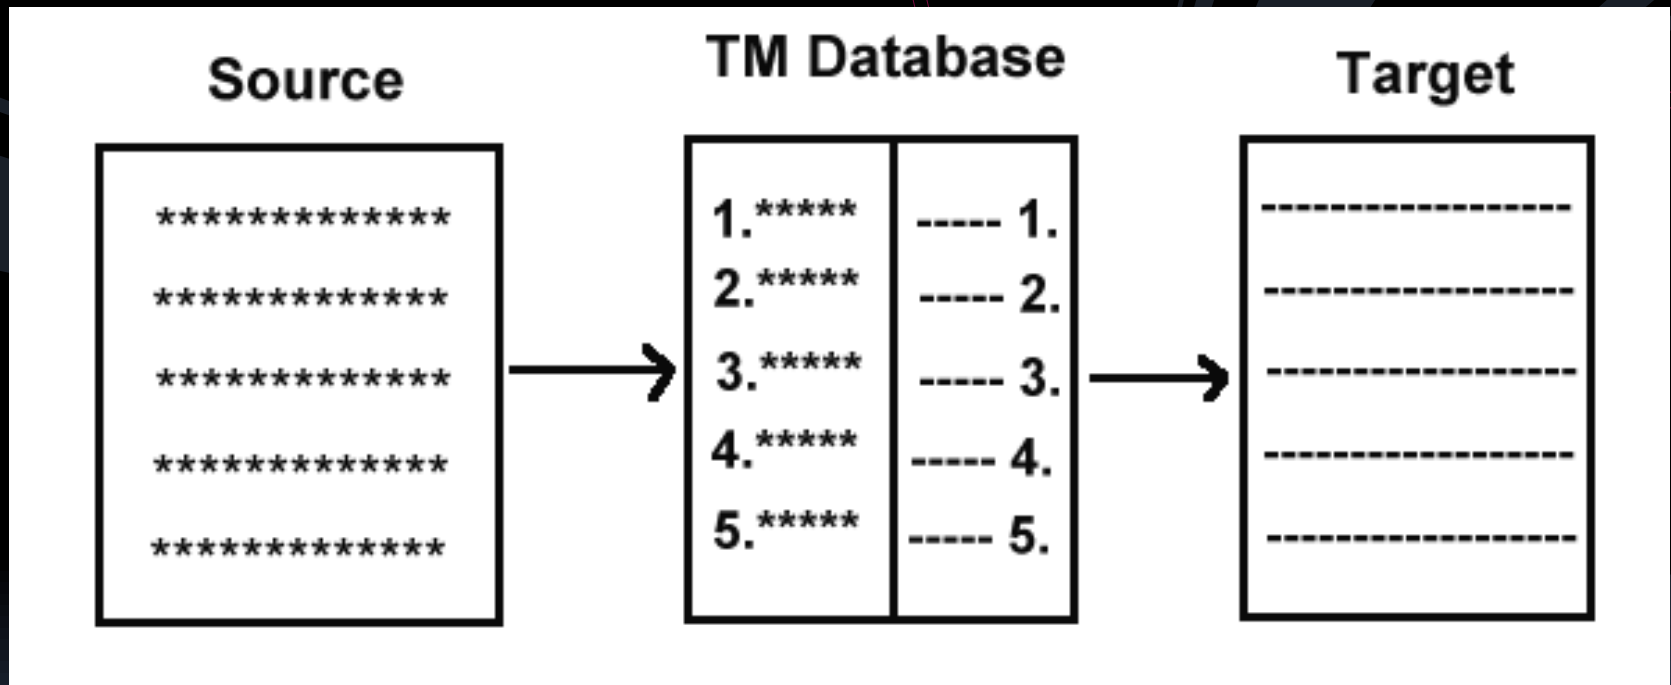 Source
*************
*************
*************
*************
*************
TM Database
1.***** ----- 1.
2.***** ----- 2.
3.***** ----- 3.
4.***** ----- 4.
5.***** ----- 5.
Target
------------------
------------------
------------------
------------------
------------------